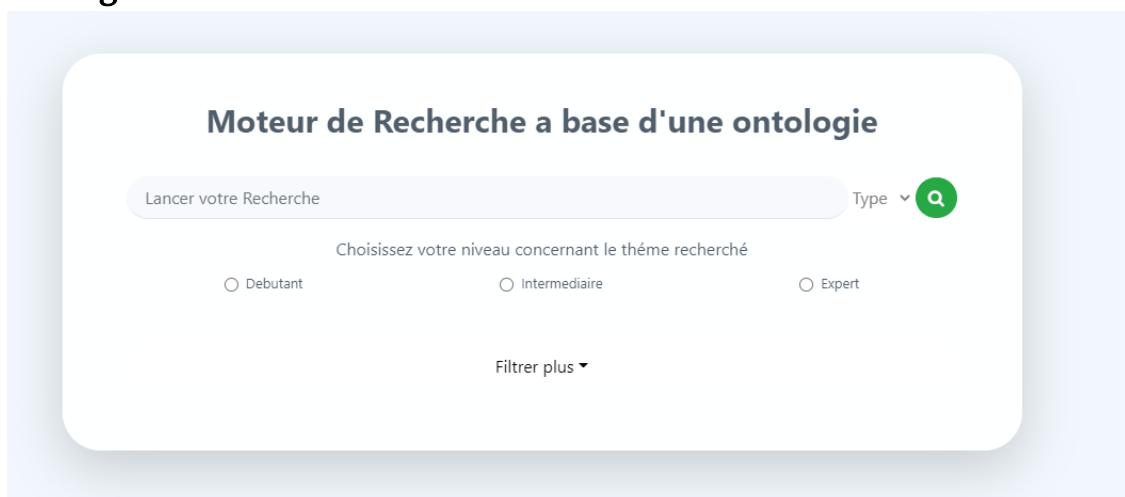 Moteur de Recherche a base d'une ontologie
Lancer votre Recherche Type
Choisissez votre niveau concernant le théme recherché
Debutant Intermediaire Expert
Filtrer plus